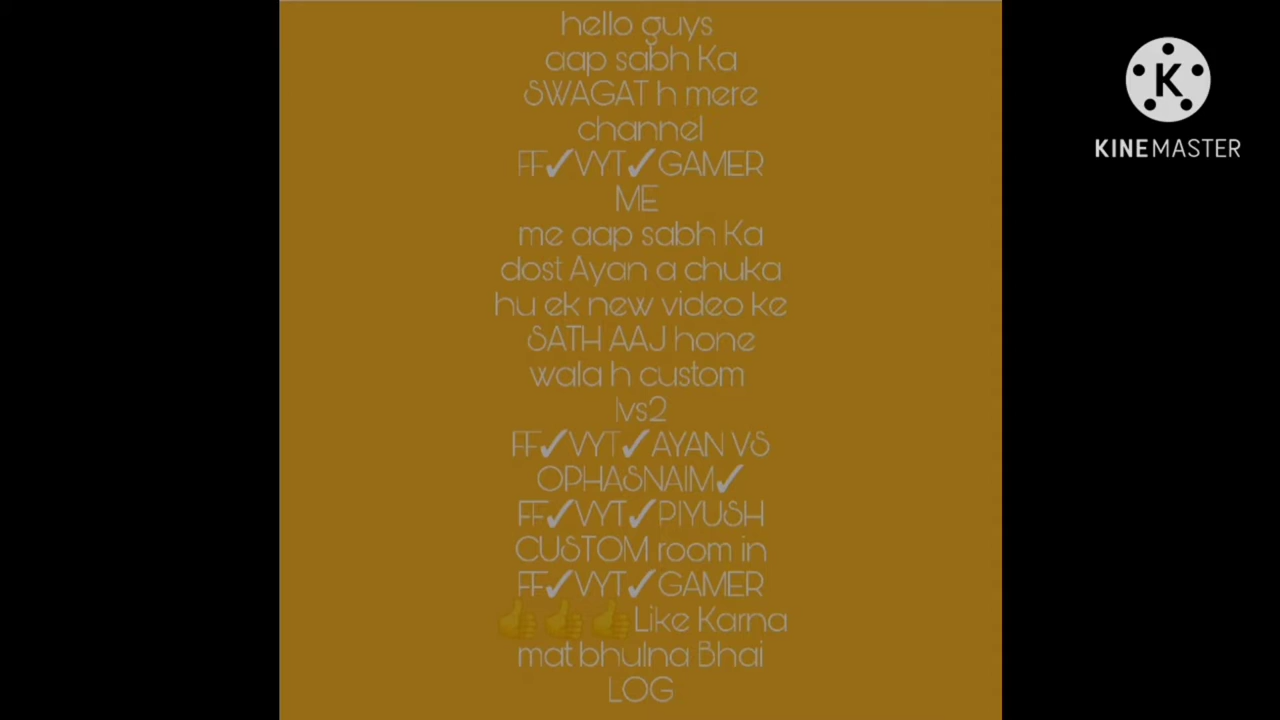 hello guys
aap sabh Ka
SWAGAT h mere
channel
FF✓VYT✓GAMER
ME
me aap sabh Ka
dost Ayan a chuka
hu ek new video ke
SATH AAJ hone
wala h custom
1vs2
FF✓VYT✓AYAN VS
OPHASNAIM✓
FF✓VYT✓PIYUSH
CUSTOM room in
FF✓VYT✓GAMER
👍👍👍Like Karna
mat bhulna Bhai
LOG
K
KINEMASTER